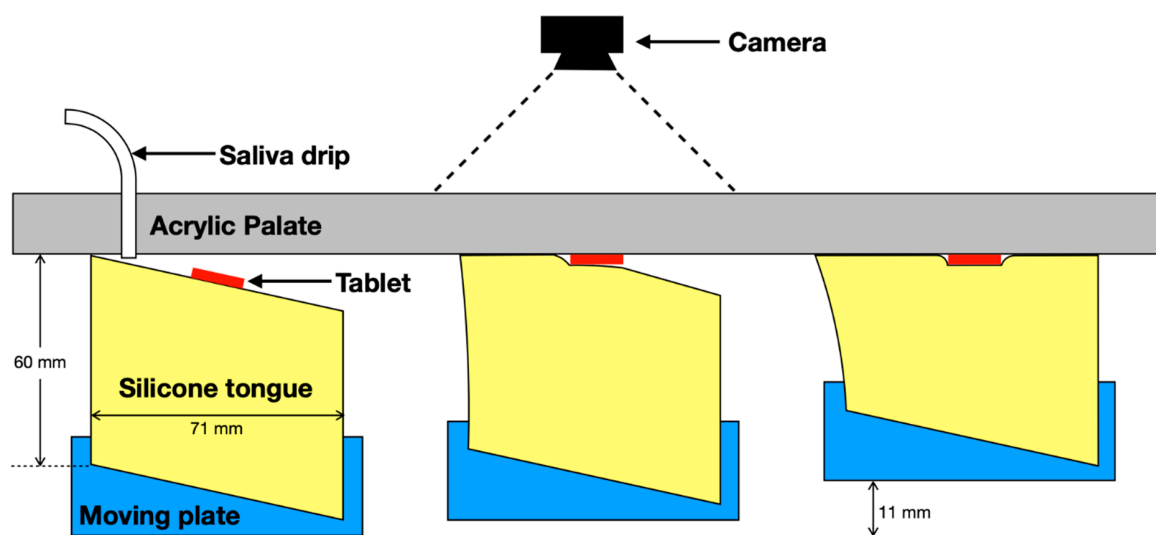 Camera
Saliva drip
Acrylic Palate
Tablet
60 mm
Silicone tongue
71 mm
Moving plate
11 mm